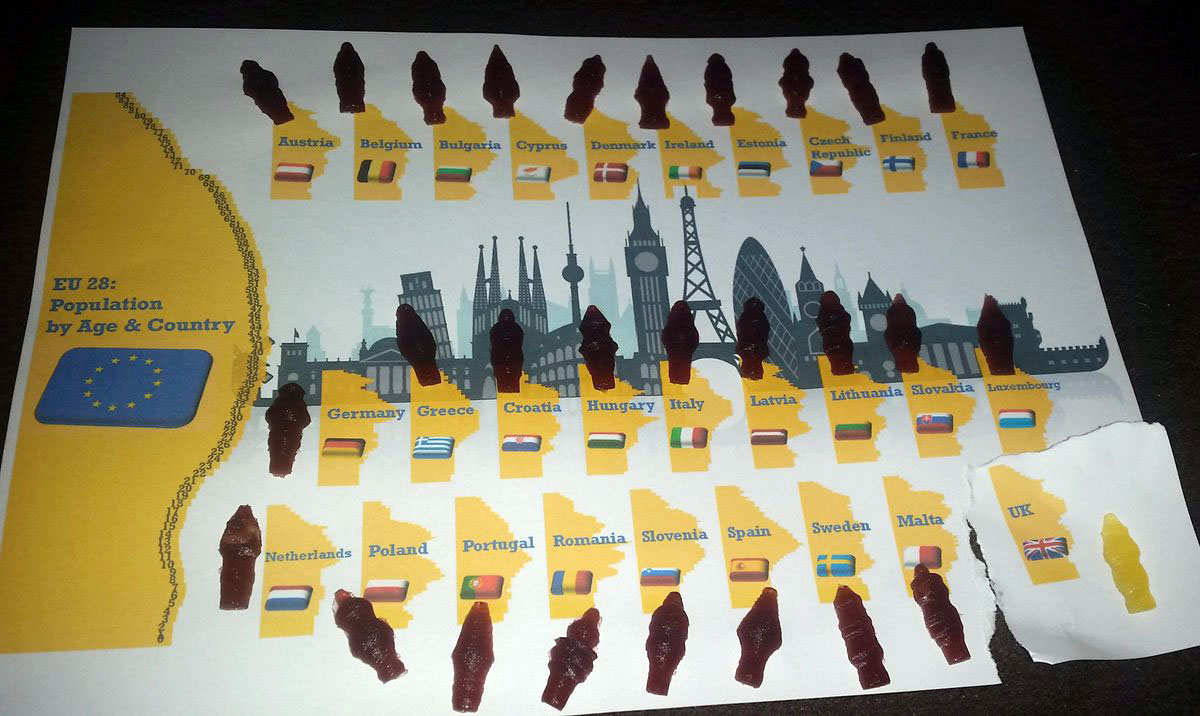 EU 28:
Population
by Age & Country
Austria
Belgium
Bulgaria
Cyprus
Denmark
Ireland
Estonia
Czech
Republic
Finland
France
Germany
Greece
Croatia
Hungary
Italy
Latvia
Lithuania
Slovakia
Luxembourg
Netherlands
Poland
Portugal
Romania
Slovenia
Spain
Sweden
Malta
UK